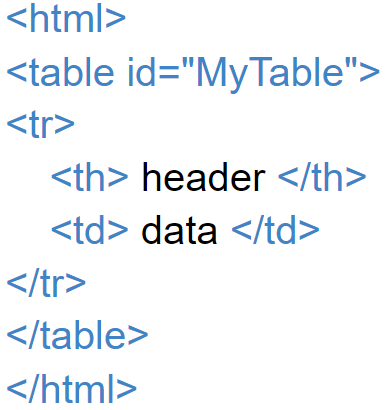 <html>
<table id="MyTable">
<tr>
<th> header </th>
<td> data </td>
</tr>
</table>
</html>